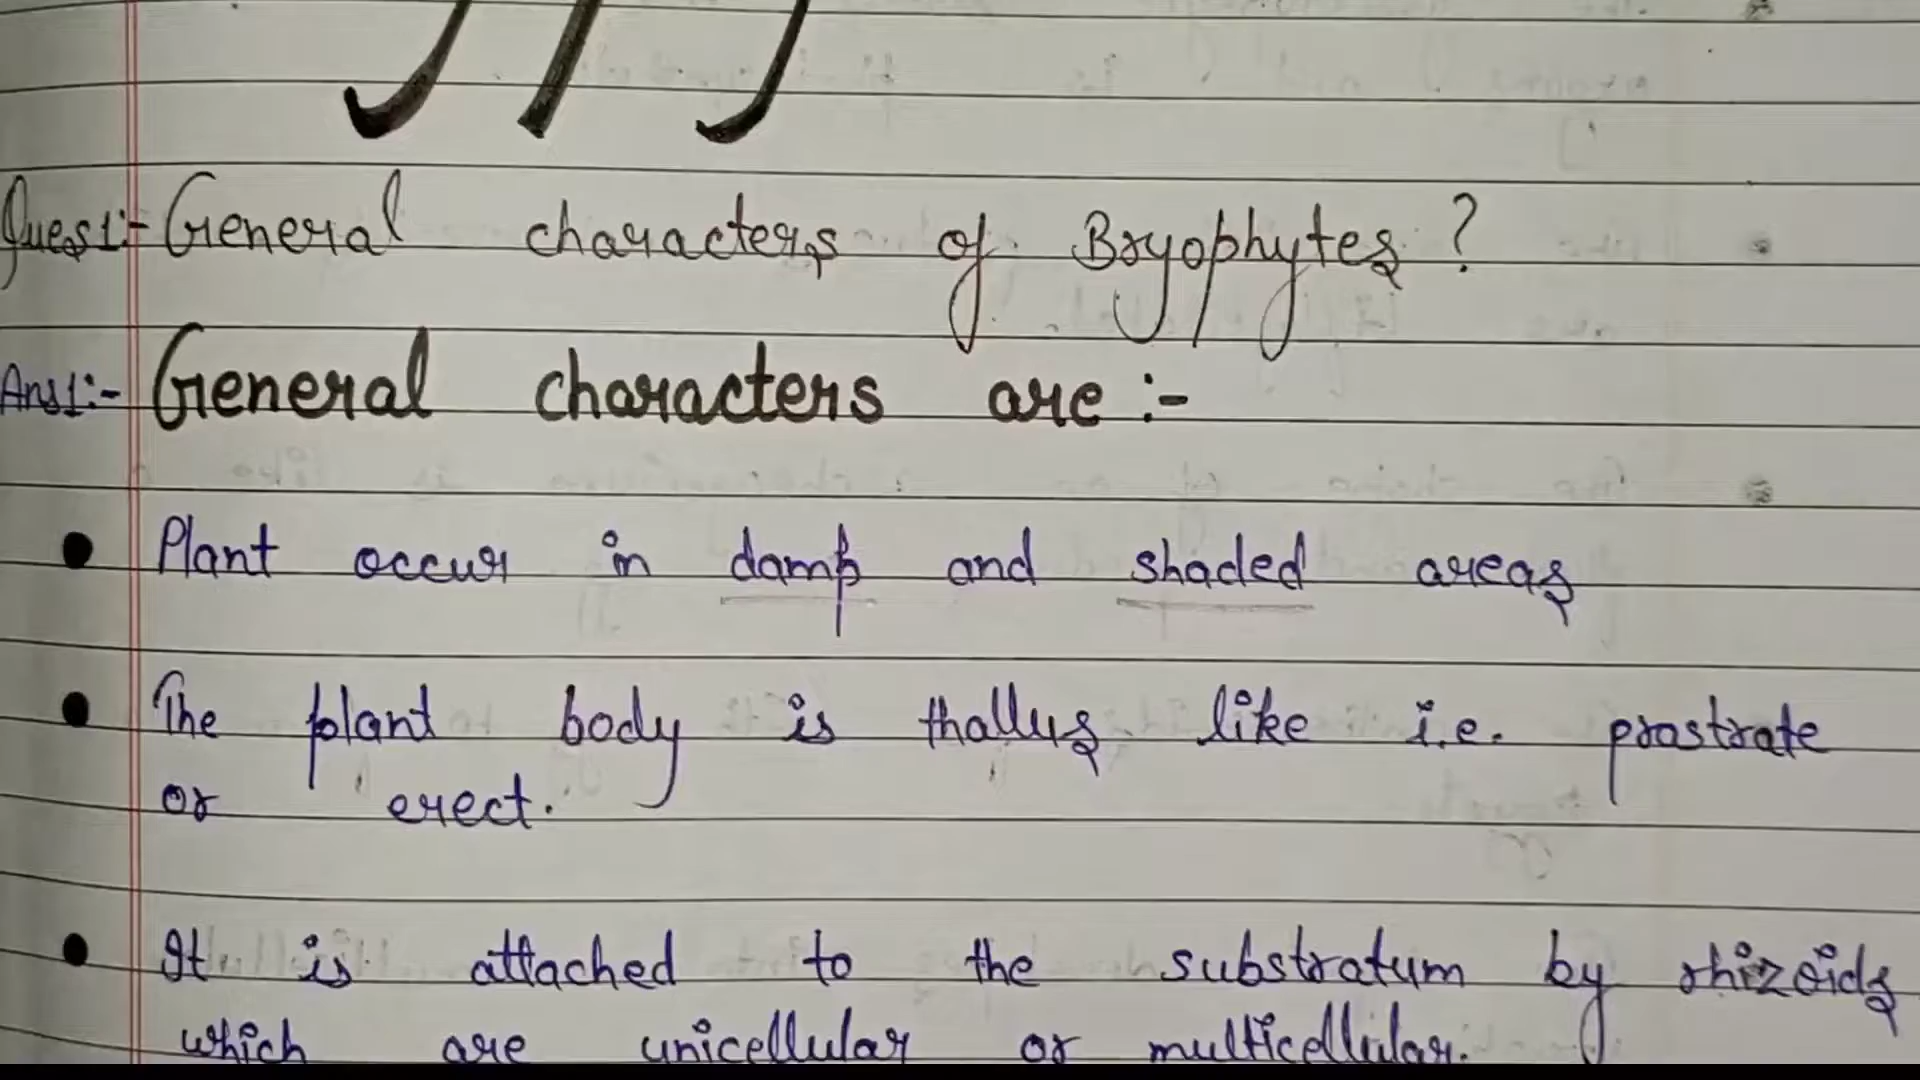 Ques1:- General characters of Bryophytes ?
Ans1:- General characters are :-
• Plant occur in damp and shaded areas
• The plant body is thallus like i.e. prostrate
or erect.
• It is attached to the substratum by rhizoids
which are unicellular or multicellular.